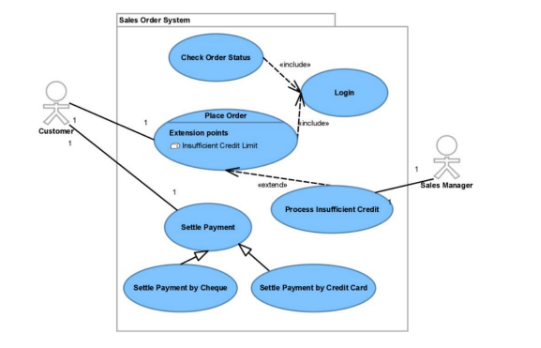 Sales Order System
Check Order Status
«include»
Login
Place Order
Extension points
Insufficient Credit Limit
«include»
Customer
1
1
1
1
«extend»
Process Insufficient Credit
1
1
Sales Manager
Settle Payment
Settle Payment by Cheque
Settle Payment by Credit Card